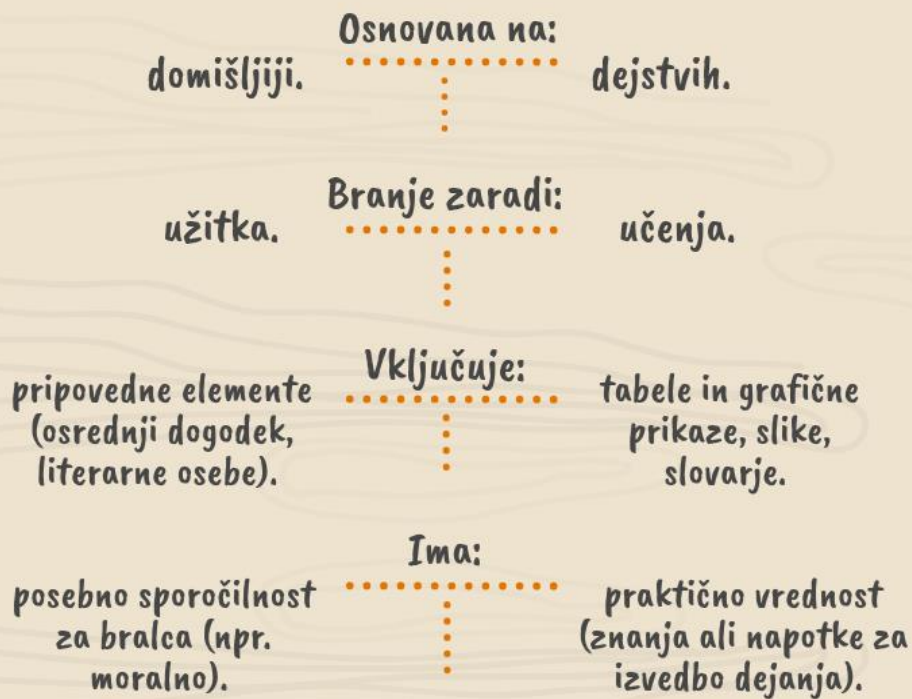 Osnovana na:
domišljiji.
dejstvih.
Branje zaradi:
užitka.
učenja.
Vključuje:
pripovedne elemente
(osrednji dogodek,
literarne osebe).
tabele in grafične
prikaze, slike,
slovarje.
Ima:
posebno sporočilnost
za bralca (npr.
moralno).
praktično vrednost
(znanja ali napotke za
izvedbo dejanja).